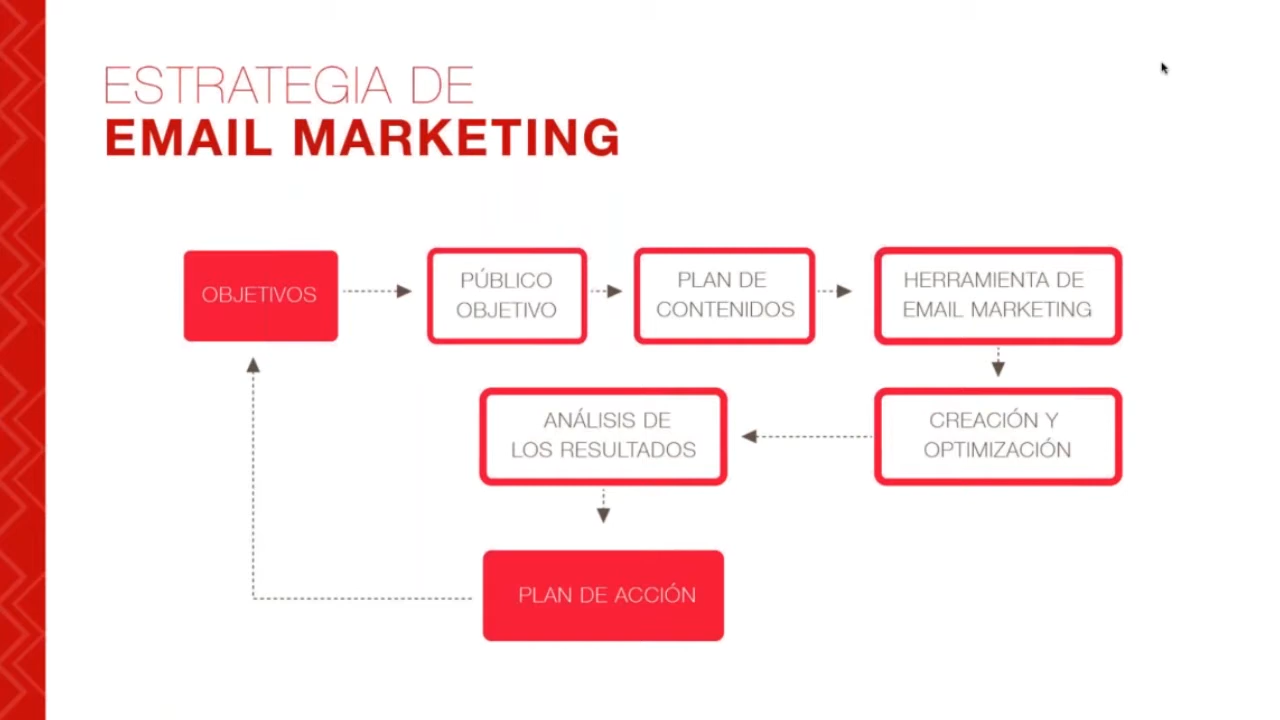 ESTRATEGIA DE
EMAIL MARKETING
OBJETIVOS
PÚBLICO
OBJETIVO
PLAN DE
CONTENIDOS
HERRAMIENTA DE
EMAIL MARKETING
CREACIÓN Y
OPTIMIZACIÓN
ANÁLISIS DE
LOS RESULTADOS
PLAN DE ACCIÓN